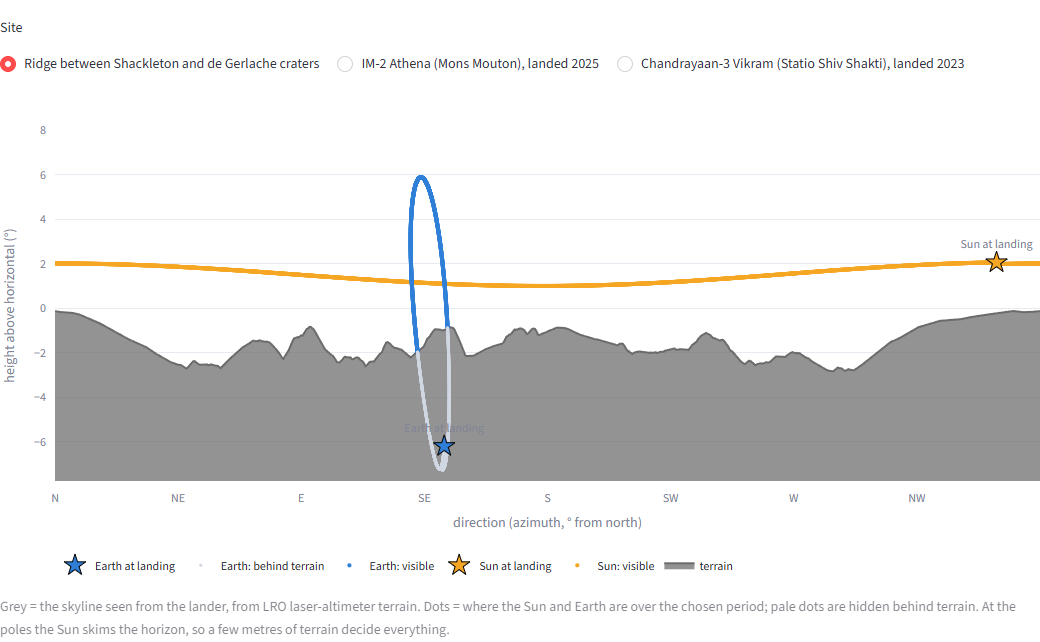 Site
Ridge between Shackleton and de Gerlache craters IM-2 Athena (Mons Mouton), landed 2025 Chandrayaan-3 Vikram (Statio Shiv Shakti), landed 2023
8
6
4
2
0
−2
−4
−6
height above horizontal (°)
Sun at landing
Earth at landing
N NE E SE S SW W NW
direction (azimuth, ° from north)
Earth at landing Earth: behind terrain Earth: visible Sun at landing Sun: visible terrain
Grey = the skyline seen from the lander, from LRO laser-altimeter terrain. Dots = where the Sun and Earth are over the chosen period; pale dots are hidden behind terrain. At the
poles the Sun skims the horizon, so a few metres of terrain decide everything.